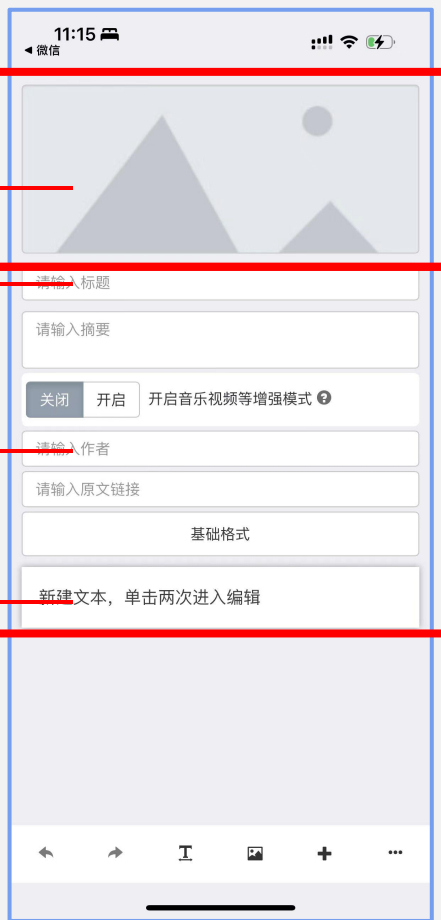 11:15
微信
请输入标题
请输入摘要
关闭 开启 开启音乐视频等增强模式 ?
请输入作者
请输入原文链接
基础格式
新建文本，单击两次进入编辑
T